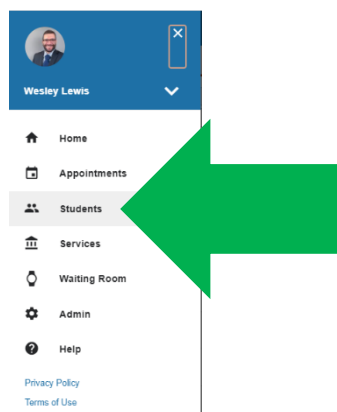 Wesley Lewis
Home
Appointments
Students
Services
Waiting Room
Admin
Help
Privacy Policy
Terms of Use